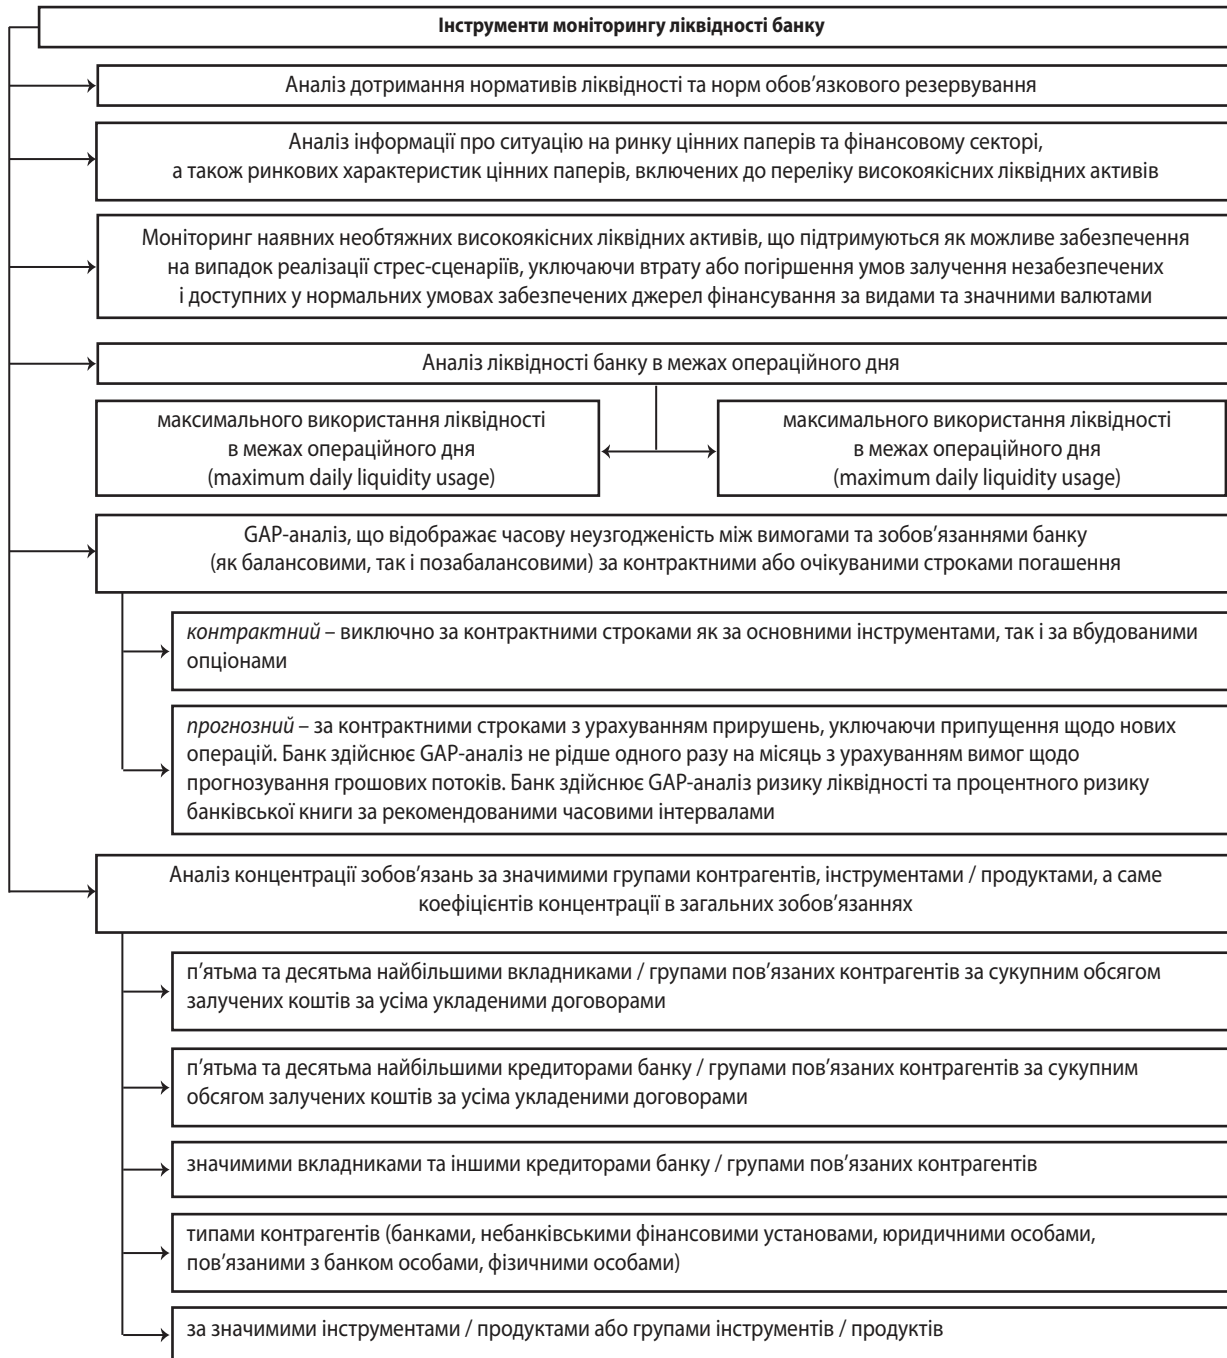 Інструменти моніторингу ліквідності банку
Аналіз дотримання нормативів ліквідності та норм обов’язкового резервування
Аналіз інформації про ситуацію на ринку цінних паперів та фінансовому секторі,
а також ринкових характеристик цінних паперів, включених до переліку високоякісних ліквідних активів
Моніторинг наявних необтяжних високоякісних ліквідних активів, що підтримуються як можливе забезпечення
на випадок реалізації стрес-сценаріїв, уключаючи втрату або погіршення умов залучення незабезпечених
і доступних у нормальних умовах забезпечених джерел фінансування за видами та значними валютами
Аналіз ліквідності банку в межах операційного дня
максимального використання ліквідності
в межах операційного дня
(maximum daily liquidity usage)
максимального використання ліквідності
в межах операційного дня
(maximum daily liquidity usage)
GAP-аналіз, що відображає часову неузгодженість між вимогами та зобов’язаннями банку
(як балансовими, так і позабалансовими) за контрактними або очікуваними строками погашення
контрактний – виключно за контрактними строками як за основними інструментами, так і за вбудованими
опціонами
прогнозний – за контрактними строками з урахуванням прирушень, уключаючи припущення щодо нових
операцій. Банк здійснює GAP-аналіз не рідше одного разу на місяць з урахуванням вимог щодо
прогнозування грошових потоків. Банк здійснює GAP-аналіз ризику ліквідності та процентного ризику
банківської книги за рекомендованими часовими інтервалами
Аналіз концентрації зобов’язань за значимими групами контрагентів, інструментами / продуктами, а саме
коефіцієнтів концентрації в загальних зобов’язаннях
п’ятьма та десятьма найбільшими вкладниками / групами пов’язаних контрагентів за сукупним обсягом
залучених коштів за усіма укладеними договорами
п’ятьма та десятьма найбільшими кредиторами банку / групами пов’язаних контрагентів за сукупним
обсягом залучених коштів за усіма укладеними договорами
значимими вкладниками та іншими кредиторами банку / групами пов’язаних контрагентів
типами контрагентів (банками, небанківськими фінансовими установами, юридичними особами,
пов’язаними з банком особами, фізичними особами)
за значимими інструментами / продуктами або групами інструментів / продуктів